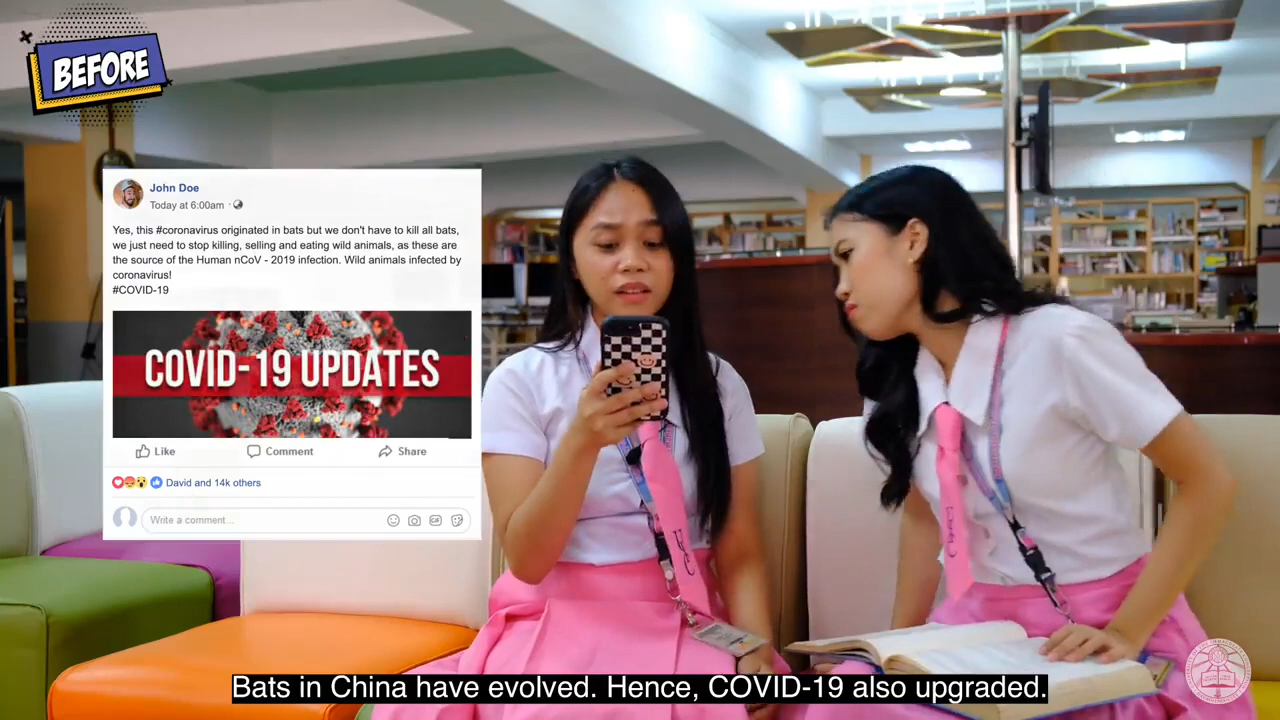 BEFORE
John Doe
Today at 6:00am ·
Yes, this #coronavirus originated in bats but we don't have to kill all bats,
we just need to stop killing, selling and eating wild animals, as these are
the source of the Human nCoV - 2019 infection. Wild animals infected by
coronavirus!
#COVID-19
COVID-19 UPDATES
Like
Comment
Share
David and 14k others
Write a comment...
GIF
Bats in China have evolved. Hence, COVID-19 also upgraded.